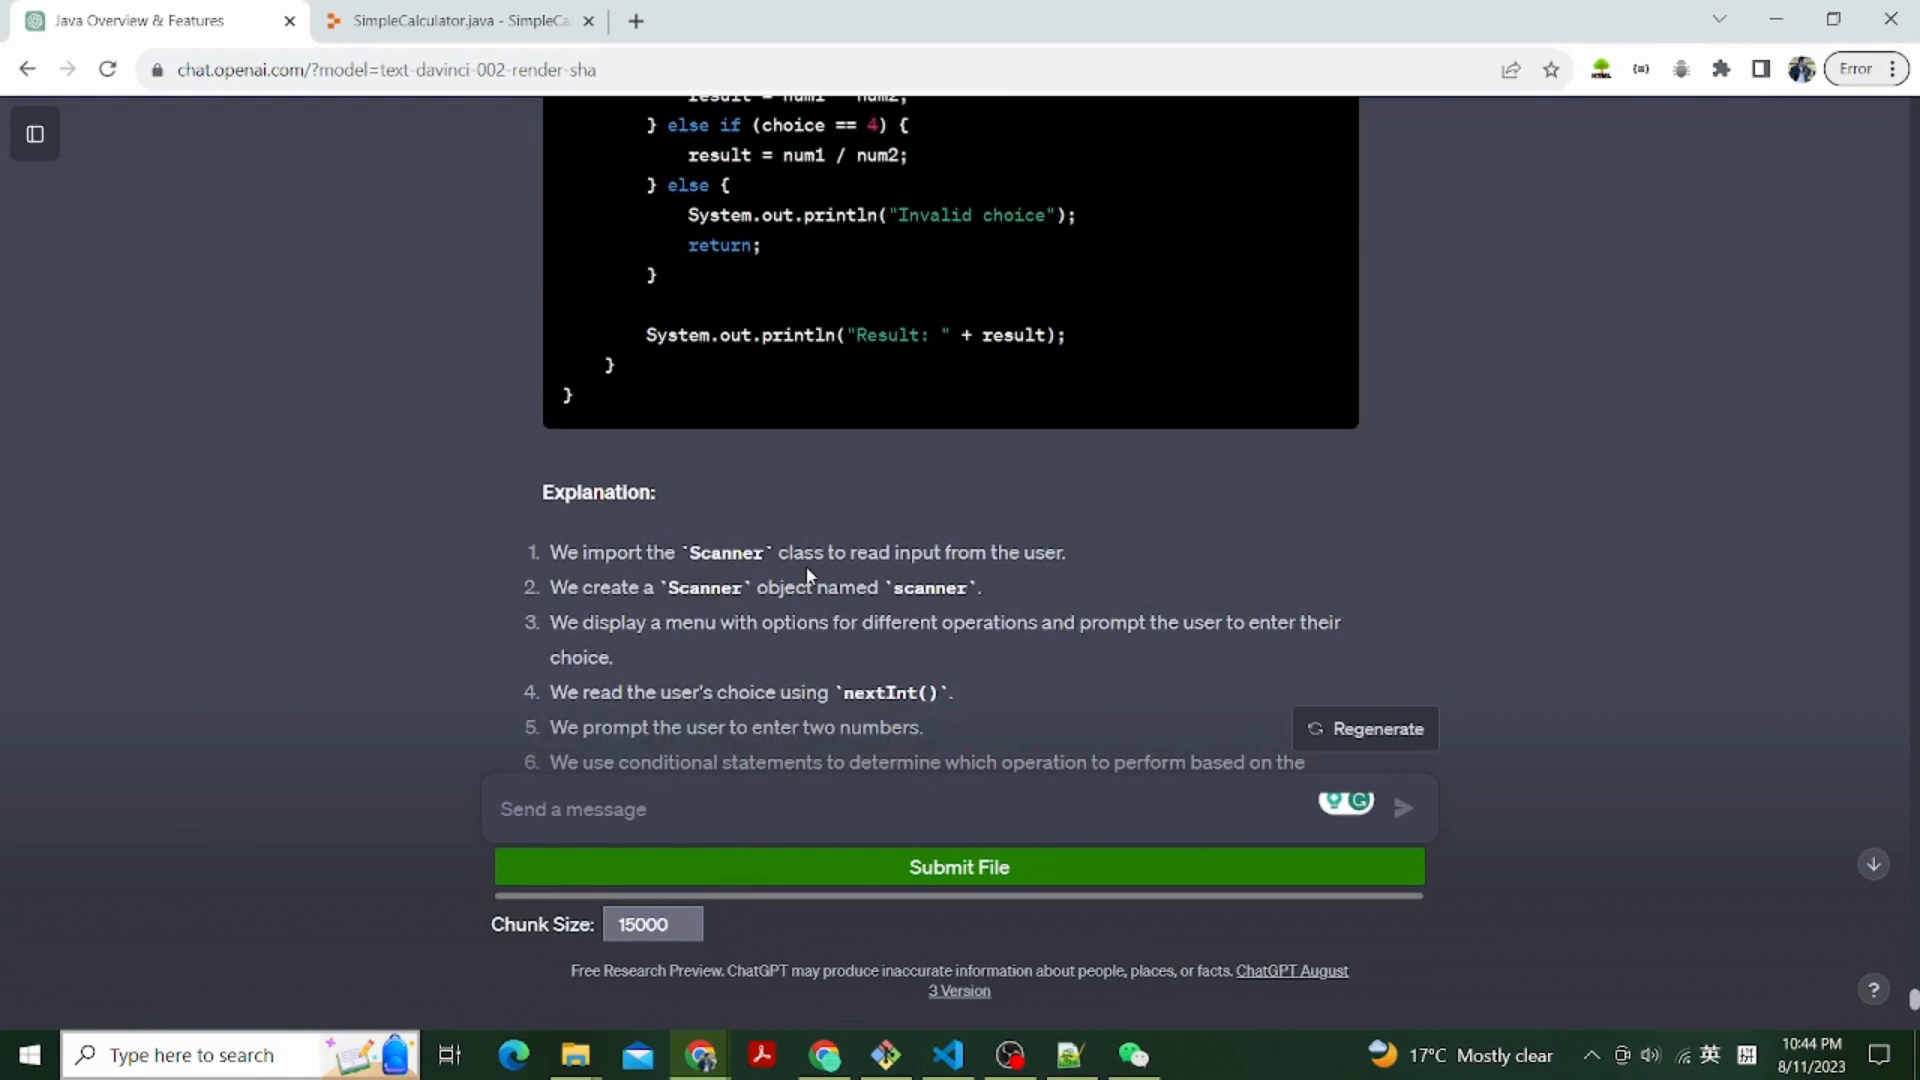 Java Overview & Features
SimpleCalculator.java - SimpleCa
chat.openai.com/?model=text-davinci-002-render-sha
HTML
Error
} else if (choice == 4) {
result = num1 / num2;
} else {
System.out.println("Invalid choice");
return;
}
System.out.println("Result: " + result);
}
}
Explanation:
1. We import the `Scanner` class to read input from the user.
2. We create a `Scanner` object named `scanner`.
3. We display a menu with options for different operations and prompt the user to enter their
choice.
4. We read the user's choice using `nextInt()`.
5. We prompt the user to enter two numbers.
Regenerate
6. We use conditional statements to determine which operation to perform based on the
Send a message
Submit File
Chunk Size: 15000
Free Research Preview. ChatGPT may produce inaccurate information about people, places, or facts. ChatGPT August
3 Version
?
Type here to search
17°C Mostly clear
英
拼
10:44 PM
8/11/2023